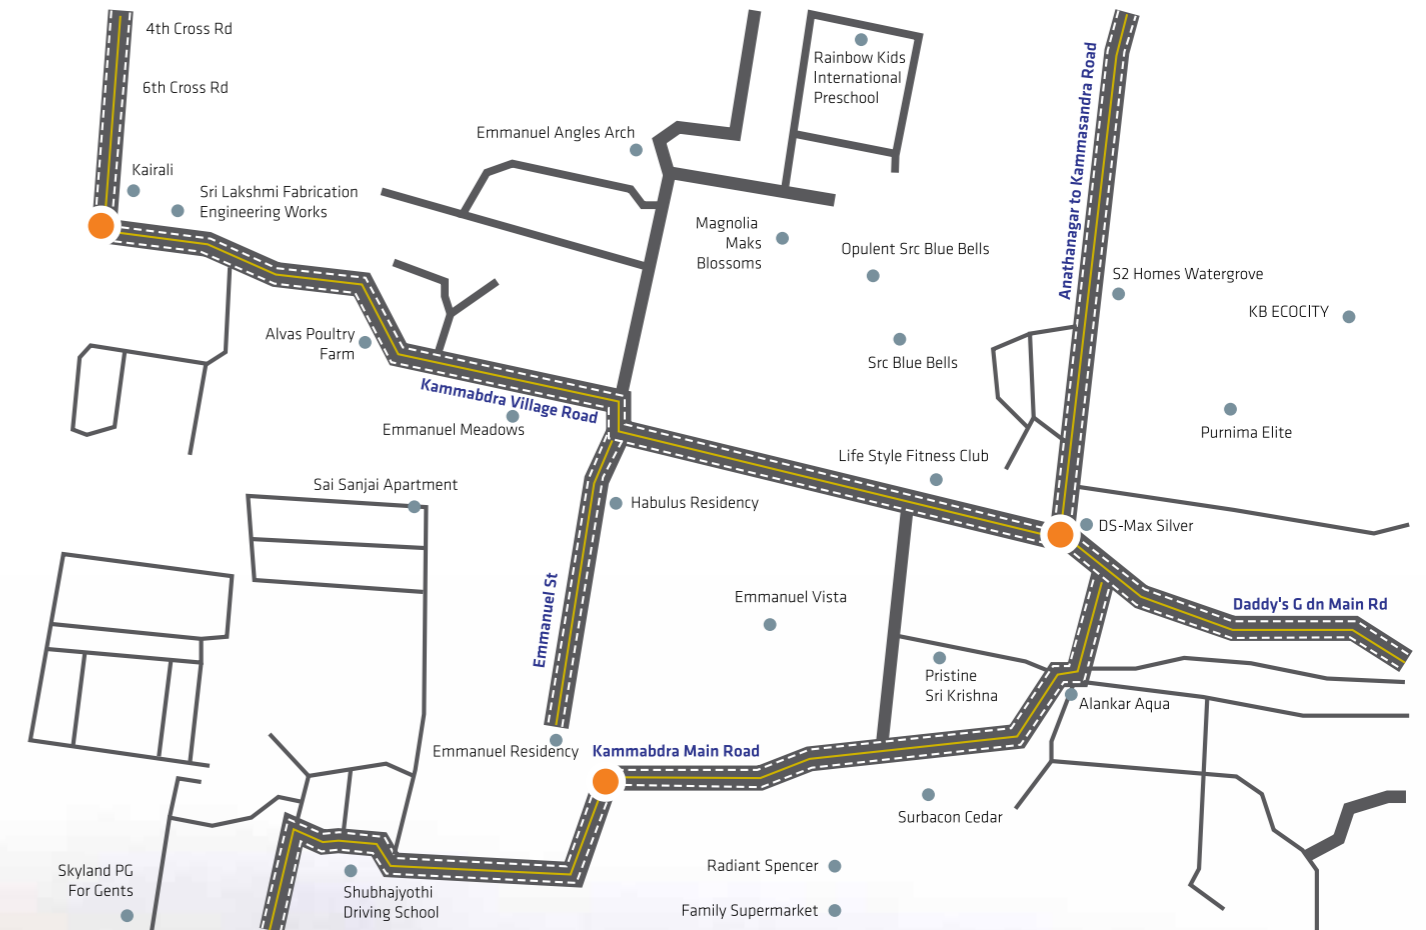 4th Cross Rd
6th Cross Rd
Kairali
Sri Lakshmi Fabrication
Engineering Works
Emmanuel Angles Arch
Rainbow Kids
International
Preschool
Anathanagar to Kammasandra Road
Magnolia
Maks
Blossoms
Opulent Src Blue Bells
S2 Homes Watergrove
KB ECOCITY
Alvas Poultry
Farm
Src Blue Bells
Kammabdra Village Road
Emmanuel Meadows
Purnima Elite
Life Style Fitness Club
Sai Sanjai Apartment
Habulus Residency
DS-Max Silver
Emmanuel St
Emmanuel Vista
Daddy's G dn Main Rd
Pristine
Sri Krishna
Alankar Aqua
Emmanuel Residency
Kammabdra Main Road
Surbacon Cedar
Skyland PG
For Gents
Shubhajyothi
Driving School
Radiant Spencer
Family Supermarket